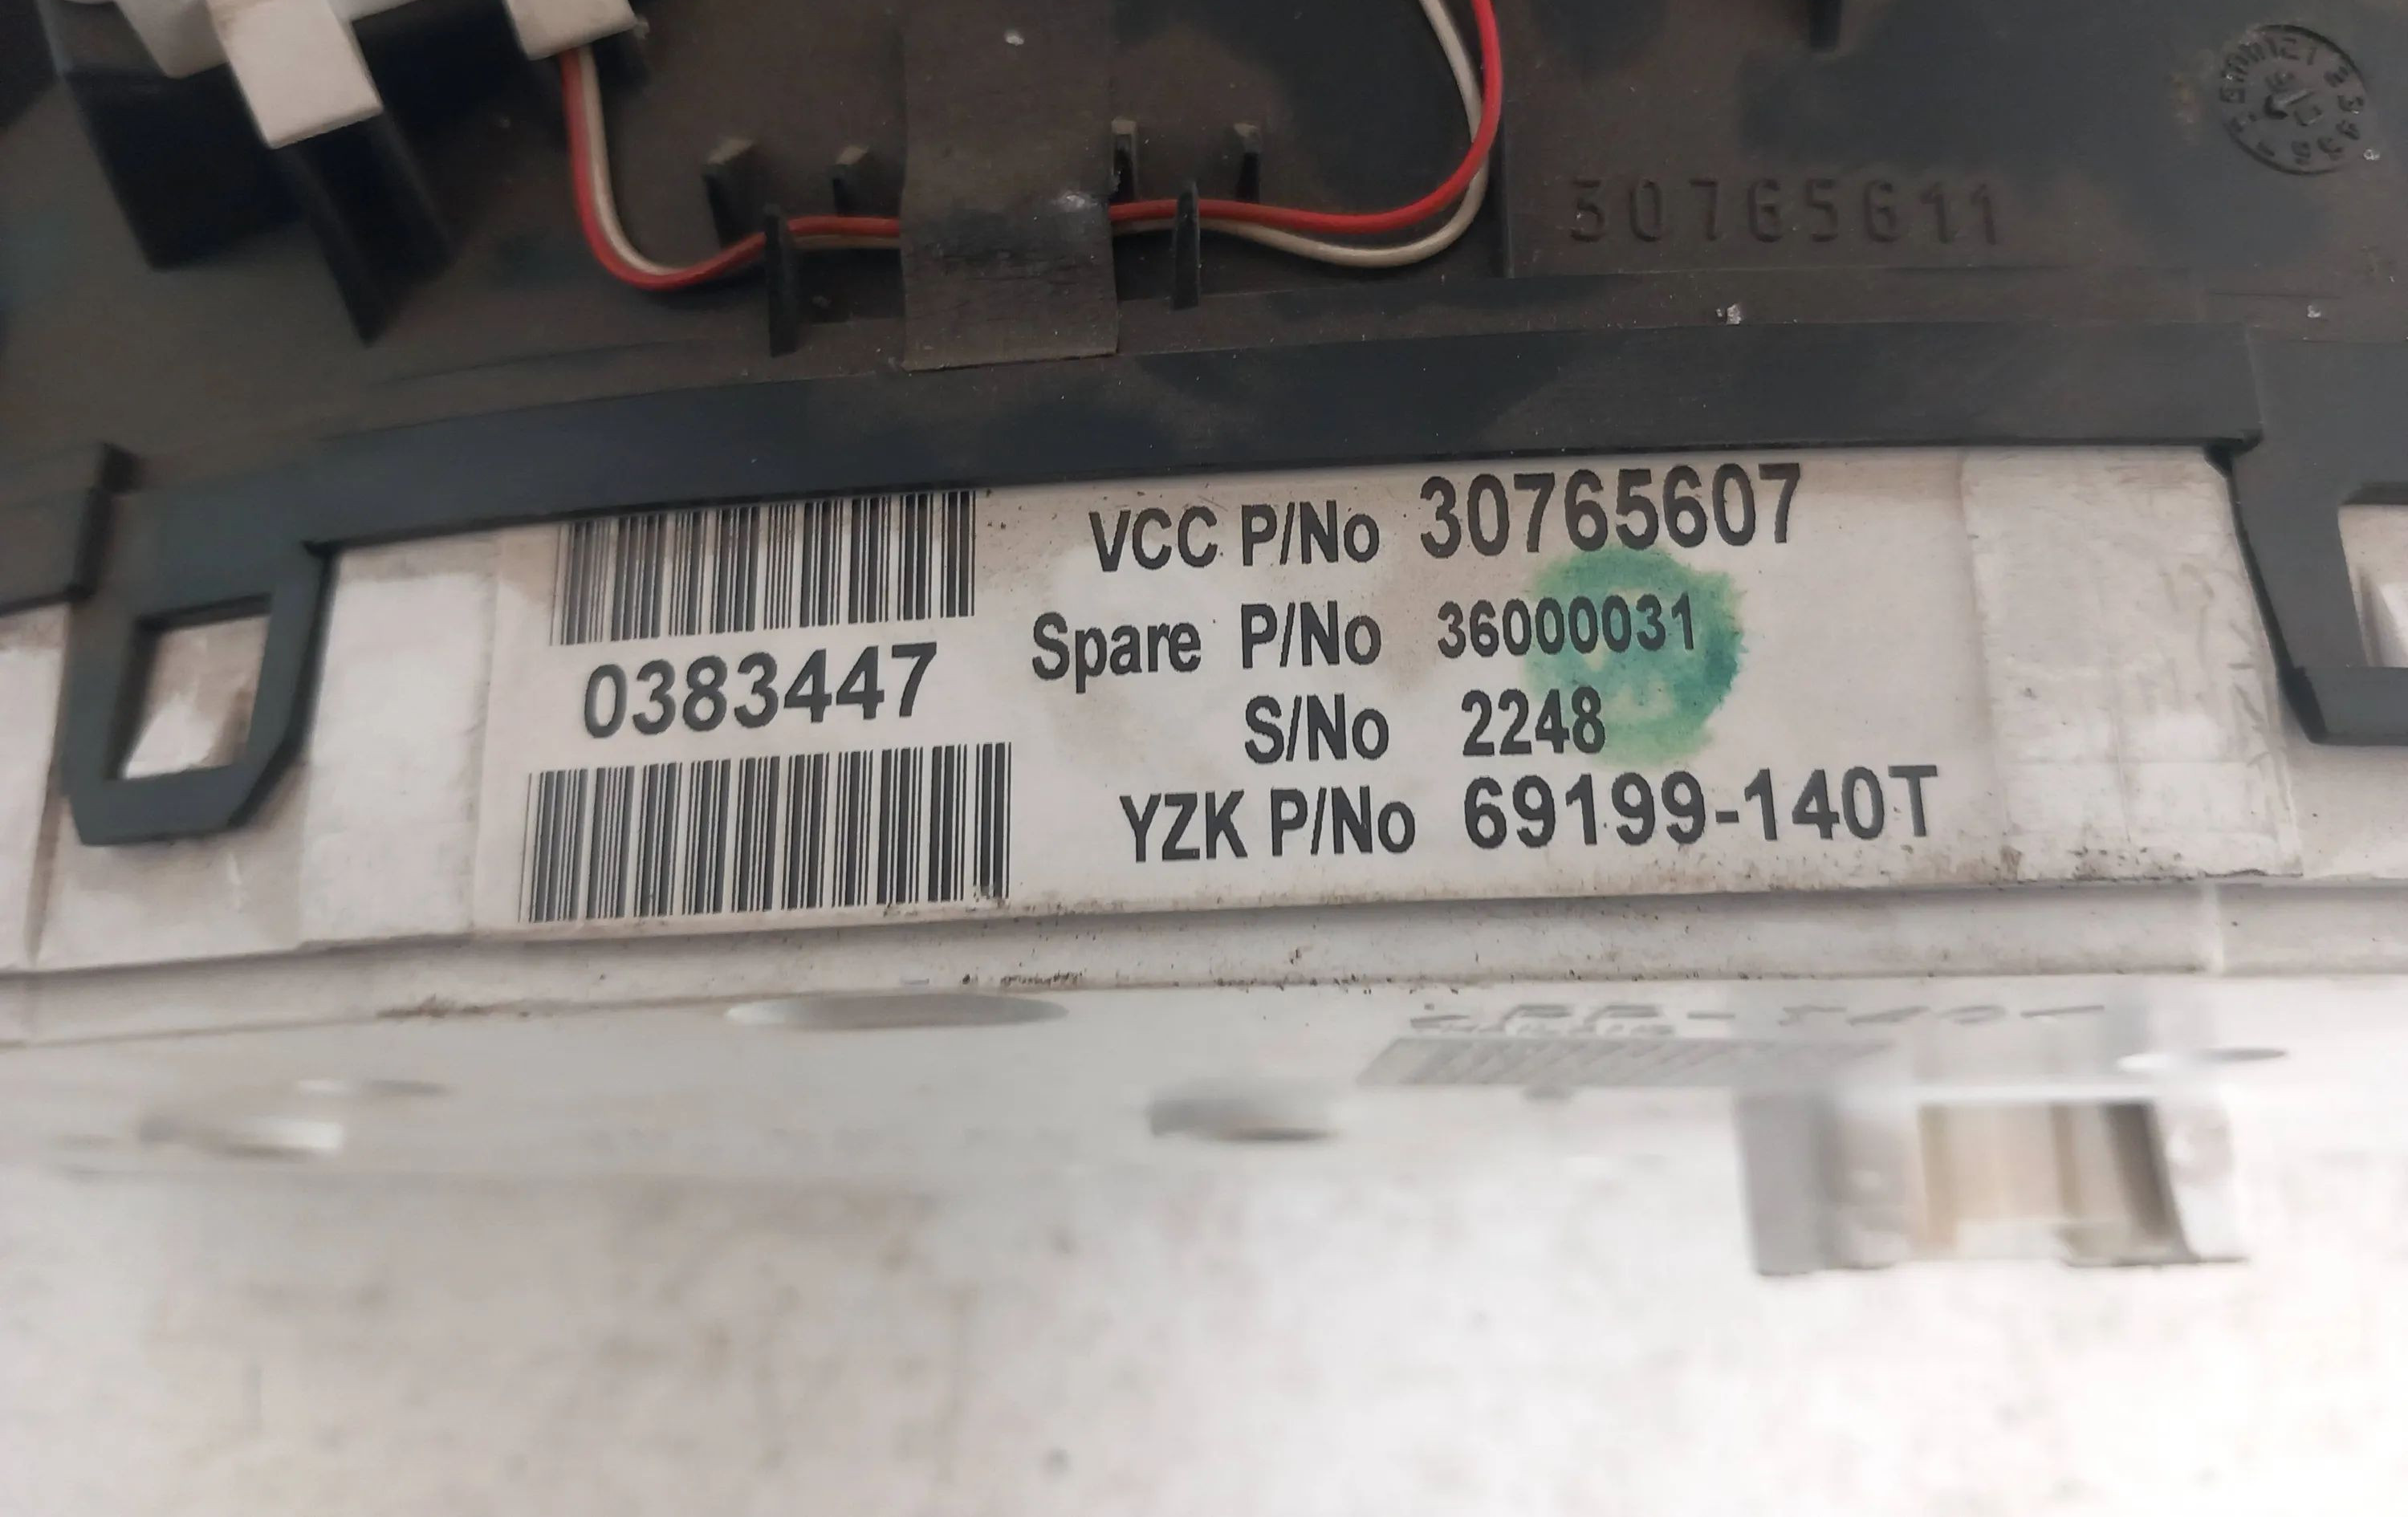 30765611
VCC P/No 30765607
Spare P/No 36000031
0383447
S/No 2248
YZK P/No 69199-140T